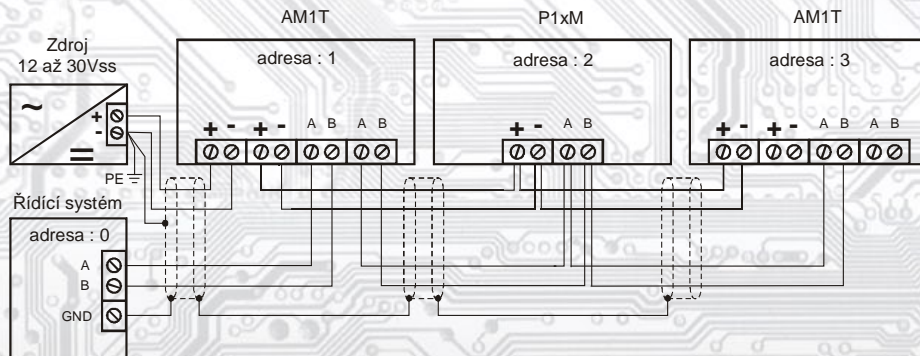 AM1T
P1xM
AM1T
Zdroj
12 až 30Vss
~
=
+
-
PE
adresa : 1
+ - + - A B A B
adresa : 2
+ - A B
adresa : 3
+ - + - A B A B
Řídící systém
adresa : 0
A
B
GND